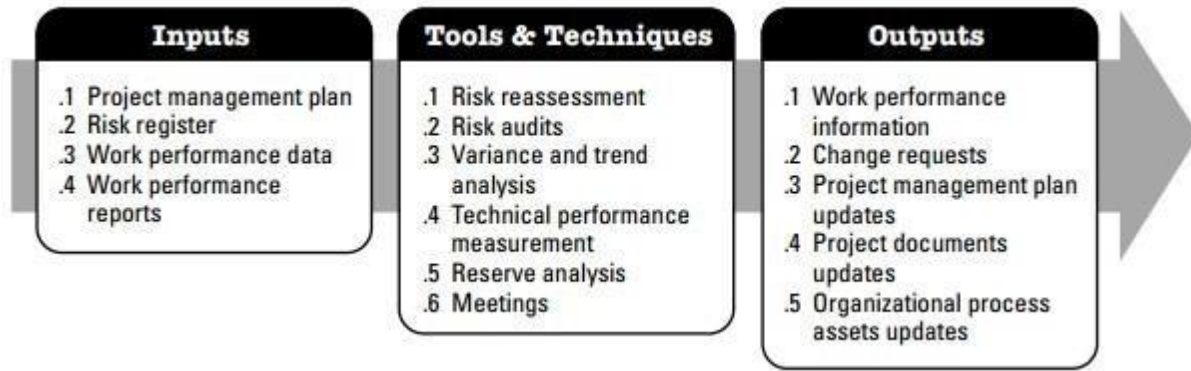 Inputs
.1 Project management plan
.2 Risk register
.3 Work performance data
.4 Work performance
reports
Tools & Techniques
.1 Risk reassessment
.2 Risk audits
.3 Variance and trend
analysis
.4 Technical performance
measurement
.5 Reserve analysis
.6 Meetings
Outputs
.1 Work performance
information
.2 Change requests
.3 Project management plan
updates
.4 Project documents
updates
.5 Organizational process
assets updates